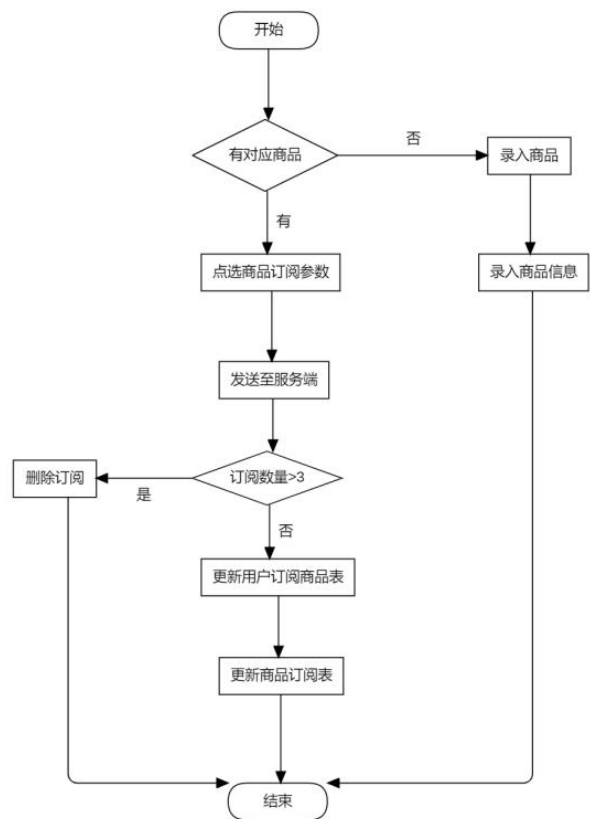 开始
有对应商品
否
录入商品
有
点选商品订阅参数
录入商品信息
发送至服务端
删除订阅
是
订阅数量>3
否
更新用户订阅商品表
更新商品订阅表
结束